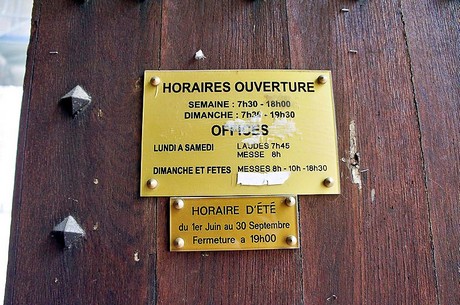 HORAIRES OUVERTURE
SEMAINE : 7h30 - 18h00
DIMANCHE : 7h35 - 19h30
OFFICES
LUNDI A SAMEDI LAUDES 7h45
MESSE 8h
DIMANCHE ET FETES MESSES 8h - 10h - 18h30
HORAIRE D'ÉTÉ
du 1er Juin au 30 Septembre
Fermeture a 19H00